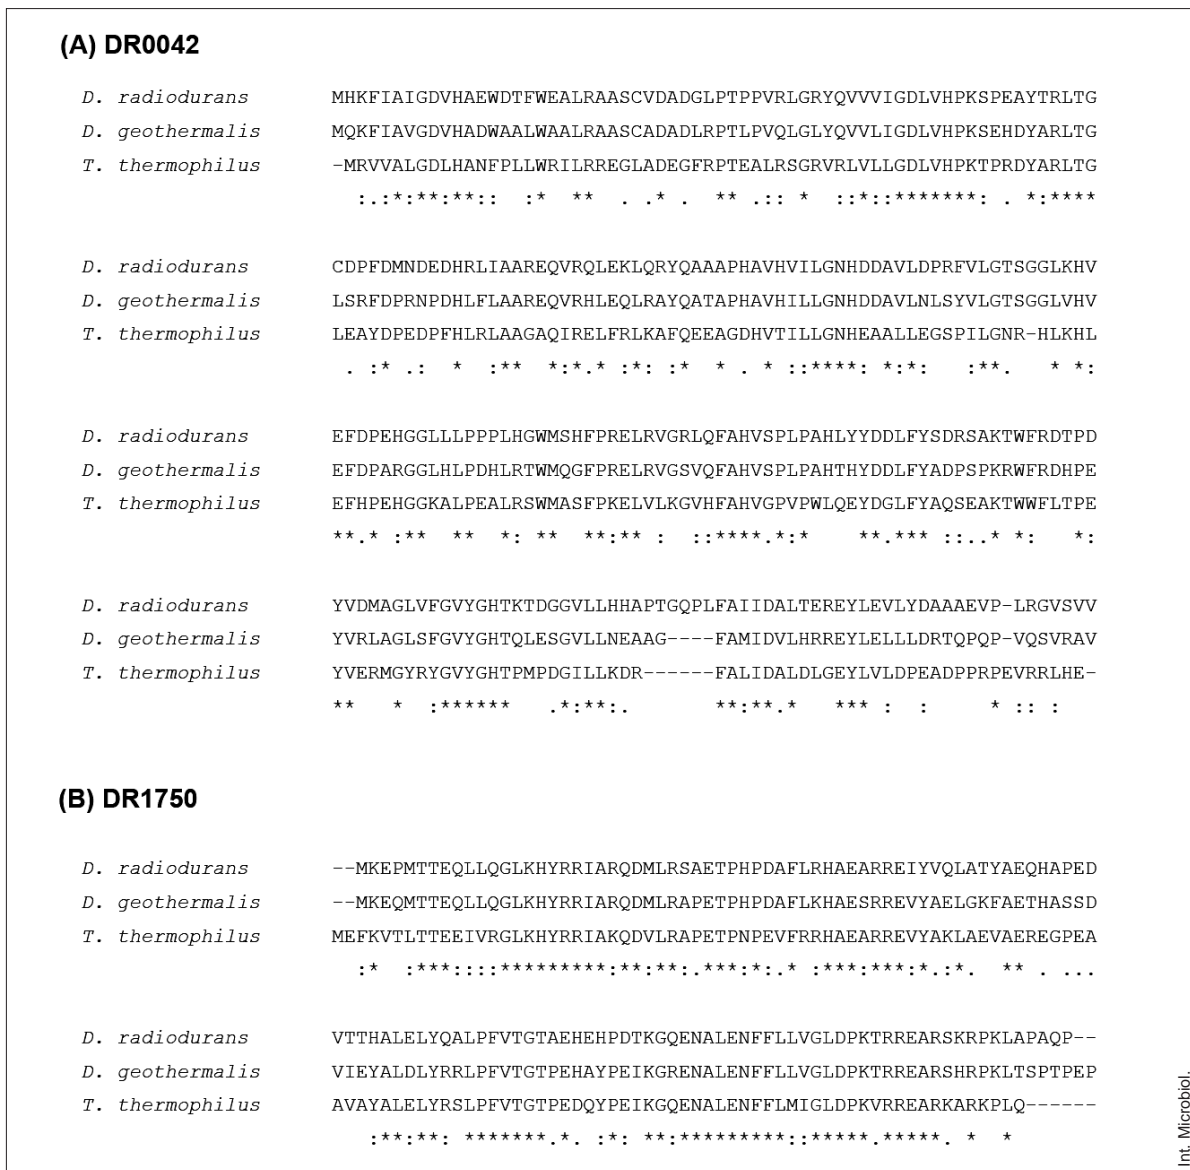 (A) DR0042
D. radiodurans MHKFIAIGDVHAEWDTFWEALRAASCVDADGLPTPPVRLGRYQVVVIGDLVHPKSPEAYTRLTG
D. geothermalis MQKFIAVGDVHADWAALWAALRAASCADADLRPTLPVQLGLYQVVLIGDLVHPKSEHDYARLTG
T. thermophilus -MRVVALGDLHANFPLLWRILRREGLADEGFRPTEALRSGRVRLVLLGDLVHPKTPRDYARLTG
:.:*:**:**:: :* ** . .* . ** .:: * ::*::*******: . *:****
D. radiodurans CDPFDMNDEDHRLIAAREQVRQLEKLQRYQAAAPHAVHVILGNHDDAVLDPRFVLGTSGGLKHV
D. geothermalis LSRFDPRNPDHLFLAAREQVRHLEQLRAYQATAPHAVHILLGNHDDAVLNLSYVLGTSGGLVHV
T. thermophilus LEAYDPEDPFHLRLAAGAQIRELFRLKAFQEEAGDHVTILLGNHEAALLEGSPILGNR-HLKHL
. :* .: * :** *:*.* :*: :* * . * ::****: *:*: :**. * *:
D. radiodurans EFDPEHGGLLLPPPLHGWMSHFPRELRVGRLQFAHVSPLPAHLYYDDLFYSDRSAKTWFRDTPD
D. geothermalis EFDPARGGLHLPDHLRTWMQGFPRELRVGSVQFAHVSPLPAHTHYDDLFYADPSPKRWFRDHPE
T. thermophilus EFHPEHGGKALPEALRSWMASFPKELVLKGVHFAHVGPVPWLQEYDGLFYAQSEAKTWWFLTPE
**.* :** ** *: ** **:** : ::****.*:* **.*** ::..* *: *:
D. radiodurans YVDMAGLVFGVYGHTKTDGGVLLHHAPTGQPLFAIIDALTEREYLEVLYDAAAEVP-LRGVSVV
D. geothermalis YVRLAGLSFGVYGHTQLESGVLLNEAAG----FAMIDVLHRREYLELLLDRTQPQP-VQSVRAV
T. thermophilus YVERMGYRYGVYGHTPMPDGILLKDR------FALIDALDLGEYLVLDPEADPPRPEVRRLHE-
** * :****** .*:**:. **:**.* *** : : * :: :
(B) DR1750
D. radiodurans --MKEPMTTEQLLQGLKHYRRIARQDMLRSAETPHPDAFLRHAEARREIYVQLATYAEQHAPED
D. geothermalis --MKEQMTTEQLLQGLKHYRRIARQDMLRAPETPHPDAFLKHAESRREVYAELGKFAETHASSD
T. thermophilus MEFKVTLTTEEIVRGLKHYRRIAKQDVLRAPETPNPEVFRRHAEARREVYAKLAEVAEREGPEA
:* :***::::*********:**:**:.***:*:.* :***:***:*.:*. ** . ...
D. radiodurans VTTHALELYQALPFVTGTAEHEHPDTKGQENALENFFLLVGLDPKTRREARSKRPKLAPAQP--
D. geothermalis VIEYALDLYRRLPFVTGTPEHAYPEIKGRENALENFFLLVGLDPKTRREARSHRPKLTSPTPEP
T. thermophilus AVAYALELYRSLPFVTGTPEDQYPEIKGQENALENFFLMIGLDPKVRREARKARKPLQ------
:**:**: *******.*. :*: **:*********::*****.*****. * *
Int. Microbiol.